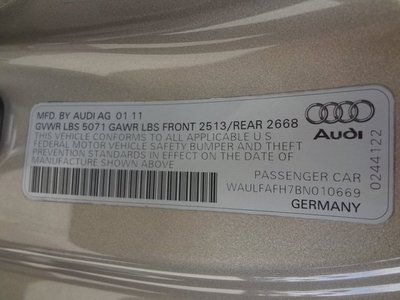 MFD. BY AUDI AG 01 11
GVWR LBS 5071 GAWR LBS FRONT 2513/REAR 2668
THIS VEHICLE CONFORMS TO ALL APPLICABLE U S
FEDERAL MOTOR VEHICLE SAFETY,BUMPER AND THEFT
PREVENTION STANDARDS IN EFFECT ON THE DATE OF
MANUFACTURE SHOWN ABOVE
Audi
0244122
PASSENGER CAR
WAULFAFH7BN010669
GERMANY